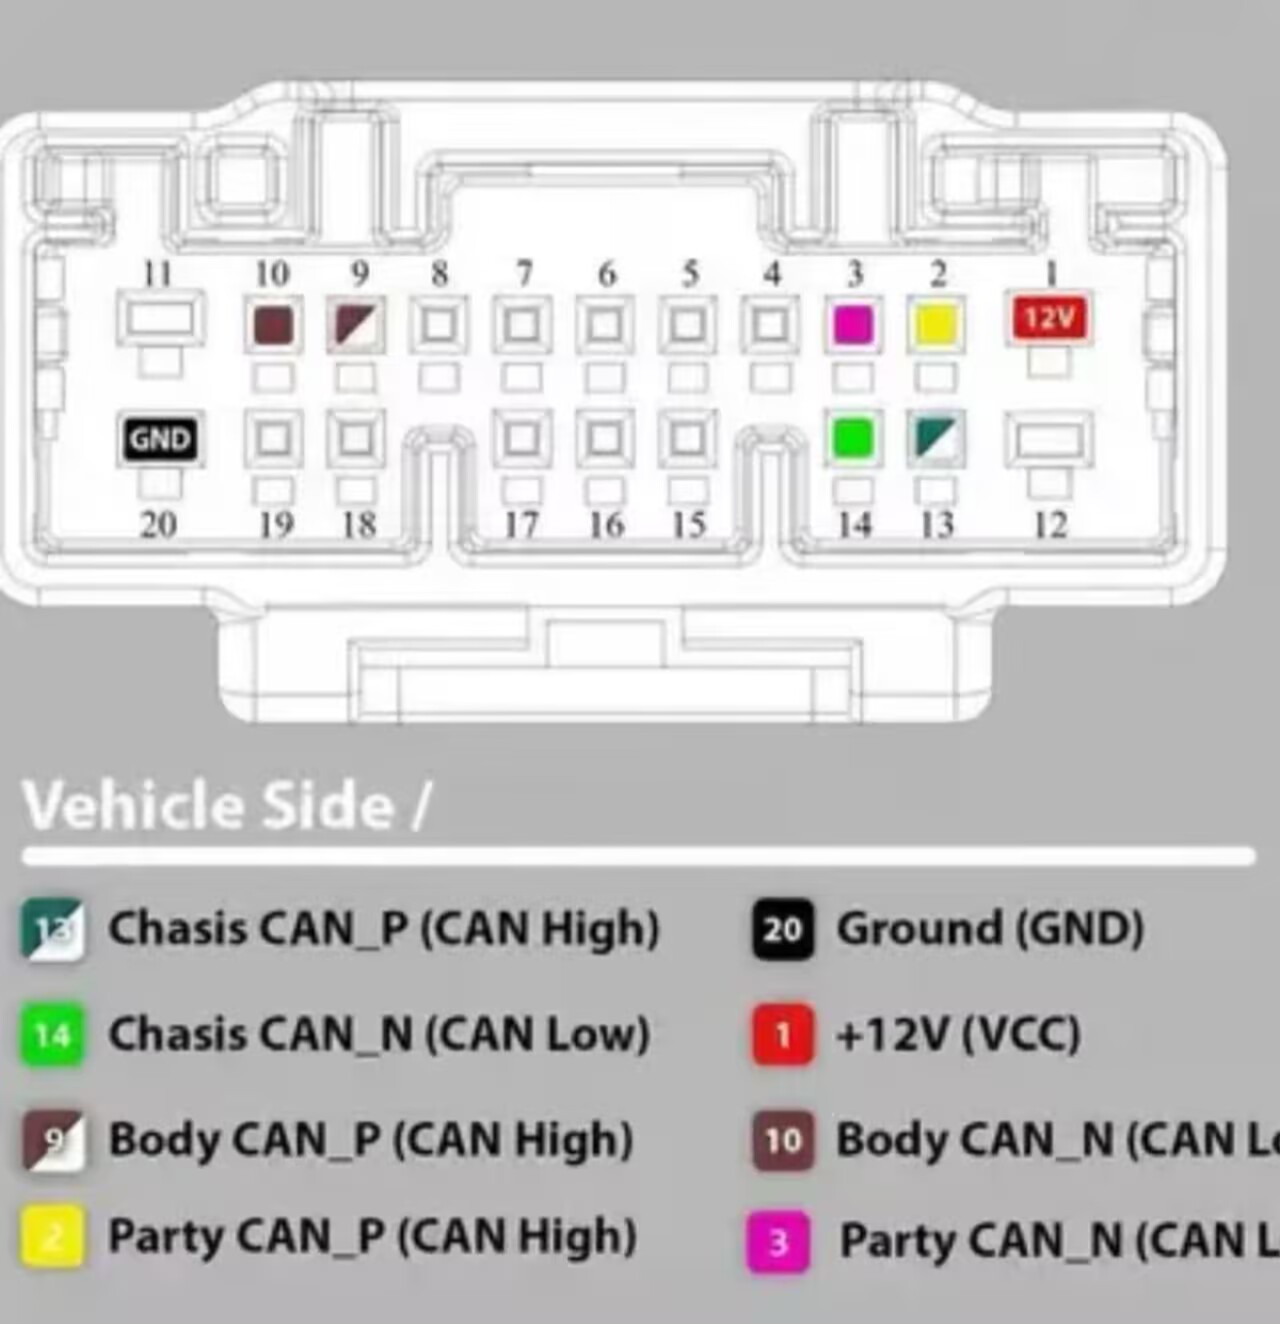 11 10 9 8 7 6 5 4 3 2 1
12V
GND
20 19 18 17 16 15 14 13 12
Vehicle Side /
13 Chasis CAN_P (CAN High)
20 Ground (GND)
14 Chasis CAN_N (CAN Low)
1 +12V (VCC)
9 Body CAN_P (CAN High)
10 Body CAN_N (CAN Lo
2 Party CAN_P (CAN High)
3 Party CAN_N (CAN L